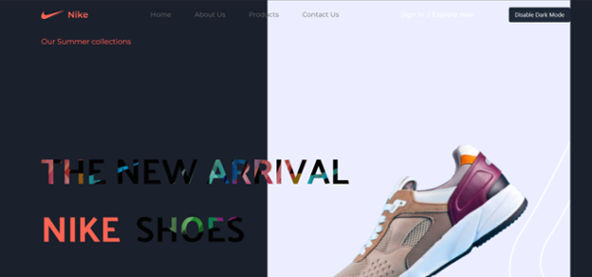 Nike
Home About Us Products Contact Us
Sign in / Explore now
Disable Dark Mode
Our Summer collections
THE NEW ARRIVAL
NIKE SHOES